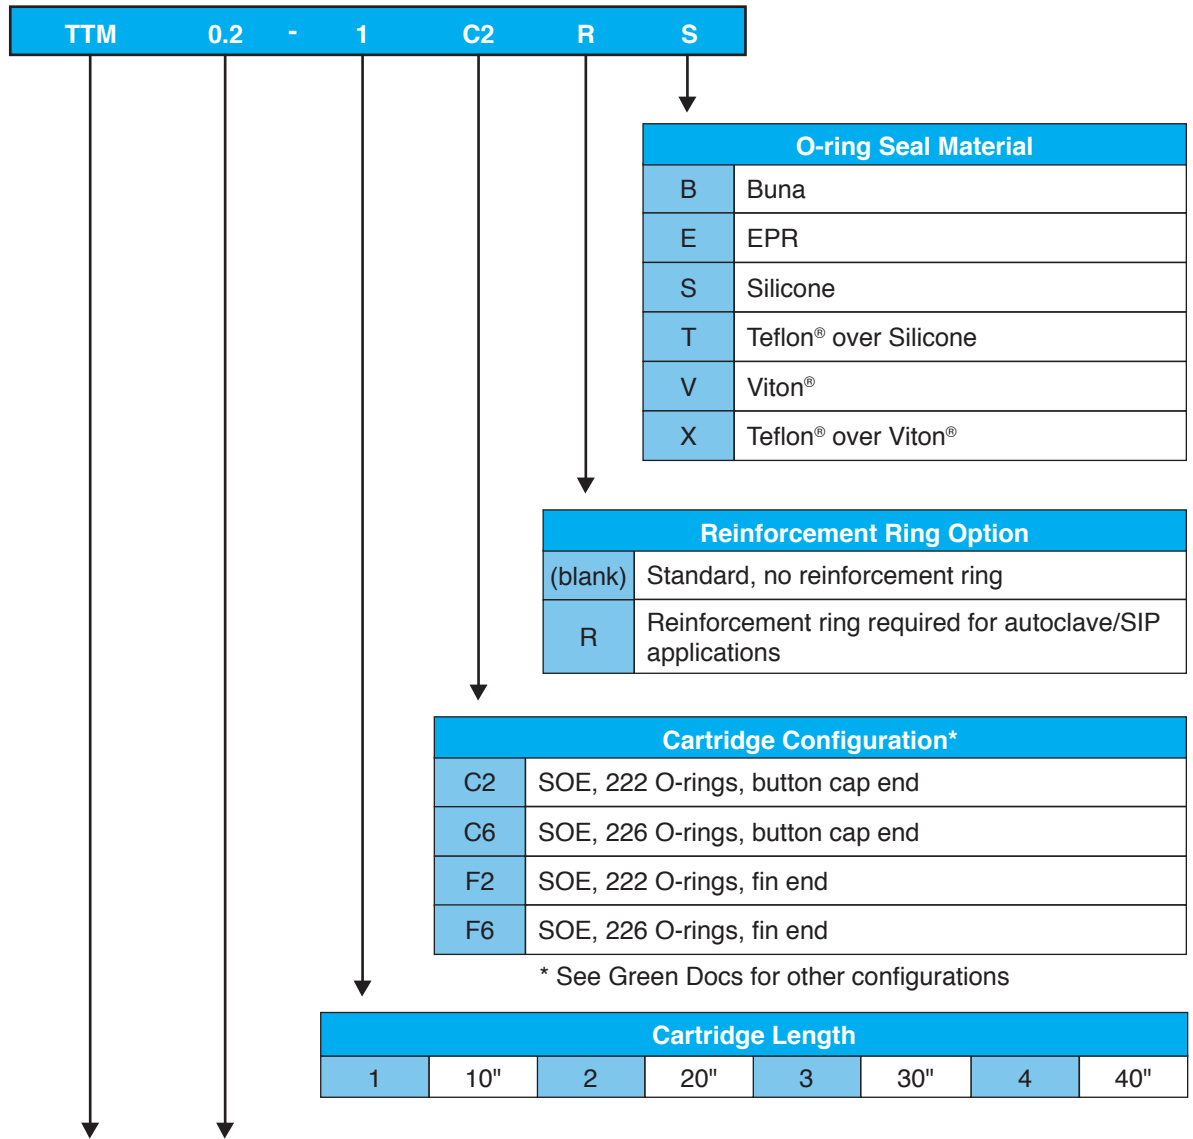 TTM 0.2 - 1 C2 R S
O-ring Seal Material
B Buna
E EPR
S Silicone
T Teflon® over Silicone
V Viton®
X Teflon® over Viton®
Reinforcement Ring Option
(blank) Standard, no reinforcement ring
R Reinforcement ring required for autoclave/SIP
applications
Cartridge Configuration*
C2 SOE, 222 O-rings, button cap end
C6 SOE, 226 O-rings, button cap end
F2 SOE, 222 O-rings, fin end
F6 SOE, 226 O-rings, fin end
* See Green Docs for other configurations
Cartridge Length
1 10" 2 20" 3 30" 4 40"